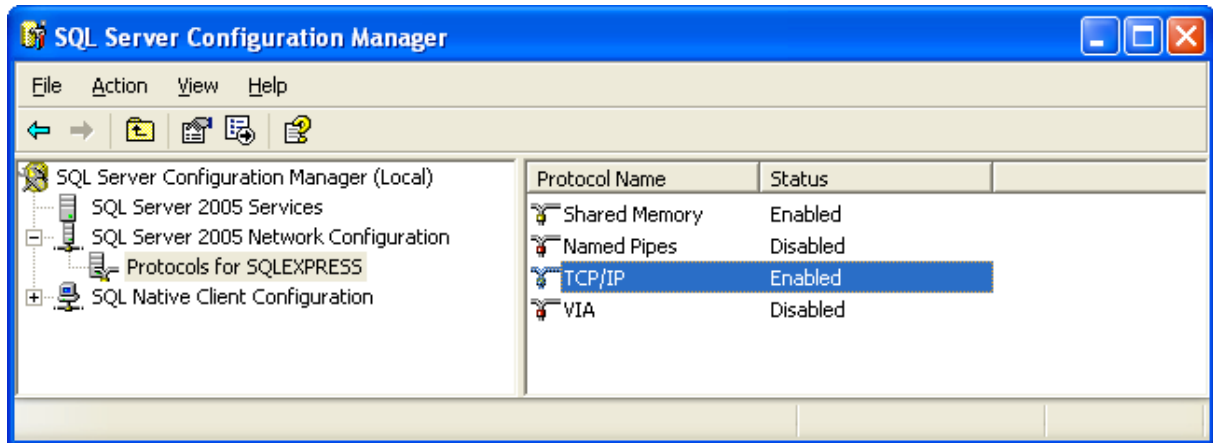 SQL Server Configuration Manager
File Action View Help
SQL Server Configuration Manager (Local)
SQL Server 2005 Services
SQL Server 2005 Network Configuration
Protocols for SQLEXPRESS
SQL Native Client Configuration
Protocol Name Status
Shared Memory Enabled
Named Pipes Disabled
TCP/IP Enabled
VIA Disabled